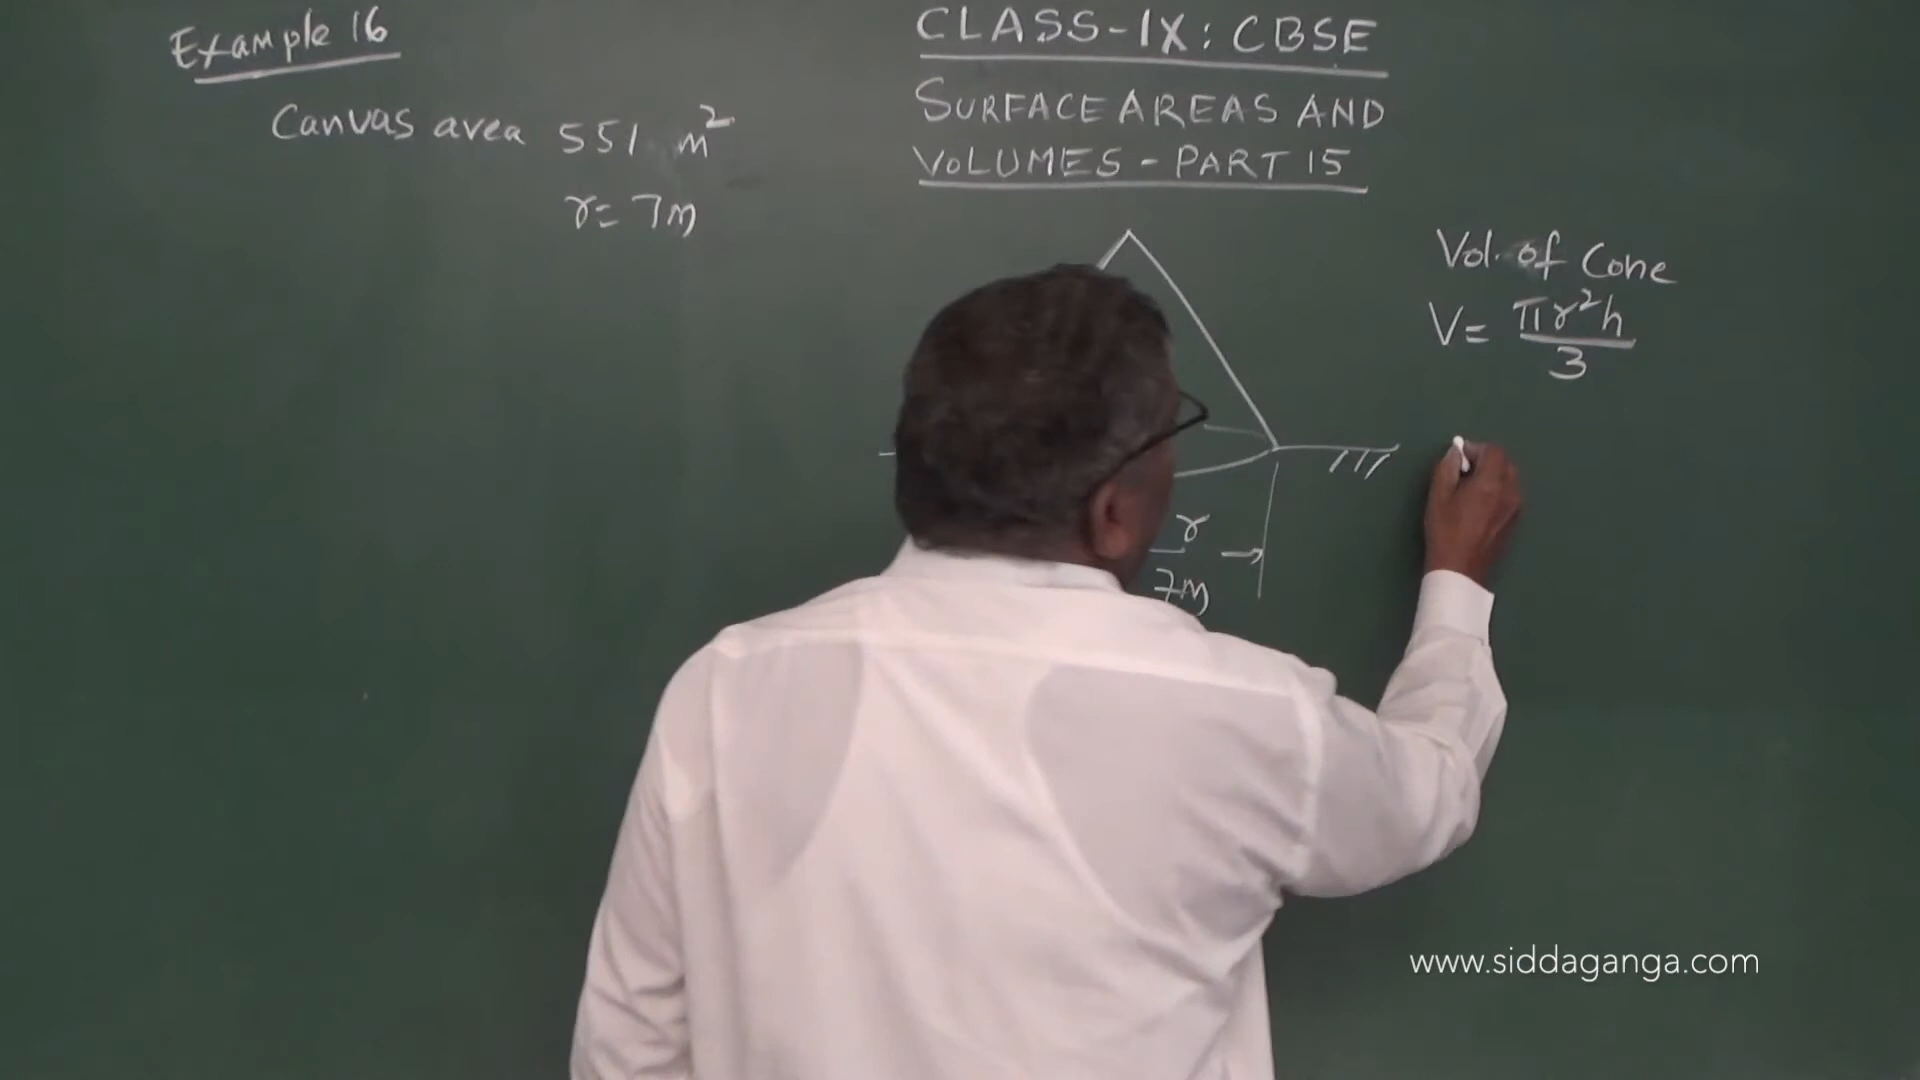 Example 16
Canvas area 551 m²
r = 7m
CLASS-IX: CBSE
SURFACE AREAS AND
VOLUMES - PART 15
Vol. of Cone
V = πr²h/3
r
7m
www.siddaganga.com